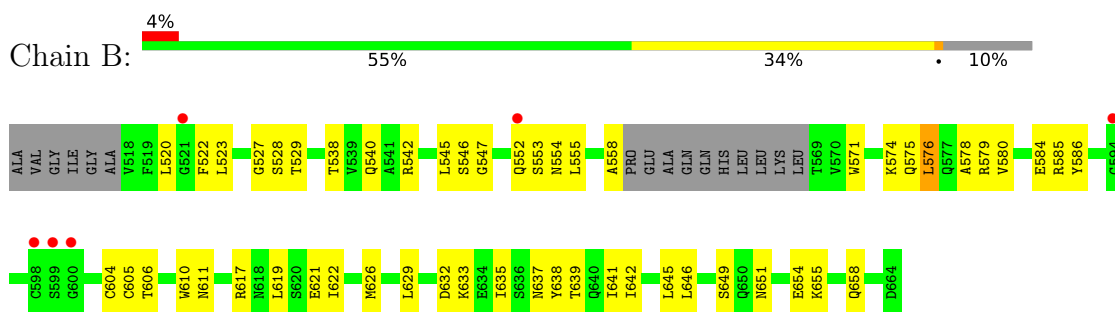 4%
Chain B:
55% 34% • 10%
ALA VAL GLY ILE GLY ALA V518 F519 L520 G521 F522 L523 G527 S528 T529 T538 V539 Q540 A541 R542 L545 S546 G547 Q552 S553 N554 L555 A558 PRO GLU ALA GLN GLN HIS LEU LEU LYS LEU T569 V570 W571 K574 Q575 L576 Q577 A578 R579 V580 E584 R585 Y586 G594
C598 S599 G600 C604 C605 T606 W610 N611 R617 N618 L619 S620 E621 I622 M626 L629 D632 K633 E634 I635 S636 N637 Y638 T639 Q640 I641 I642 L645 L646 S649 Q650 N651 E654 K655 Q658 D664